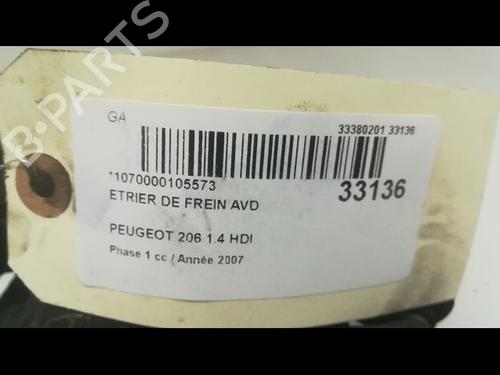 GA
33380201 33136
*1070000105573
33136
ETRIER DE FREIN AVD
PEUGEOT 206 1.4 HDI
Phase 1 cc / Année 2007
B-PARTS